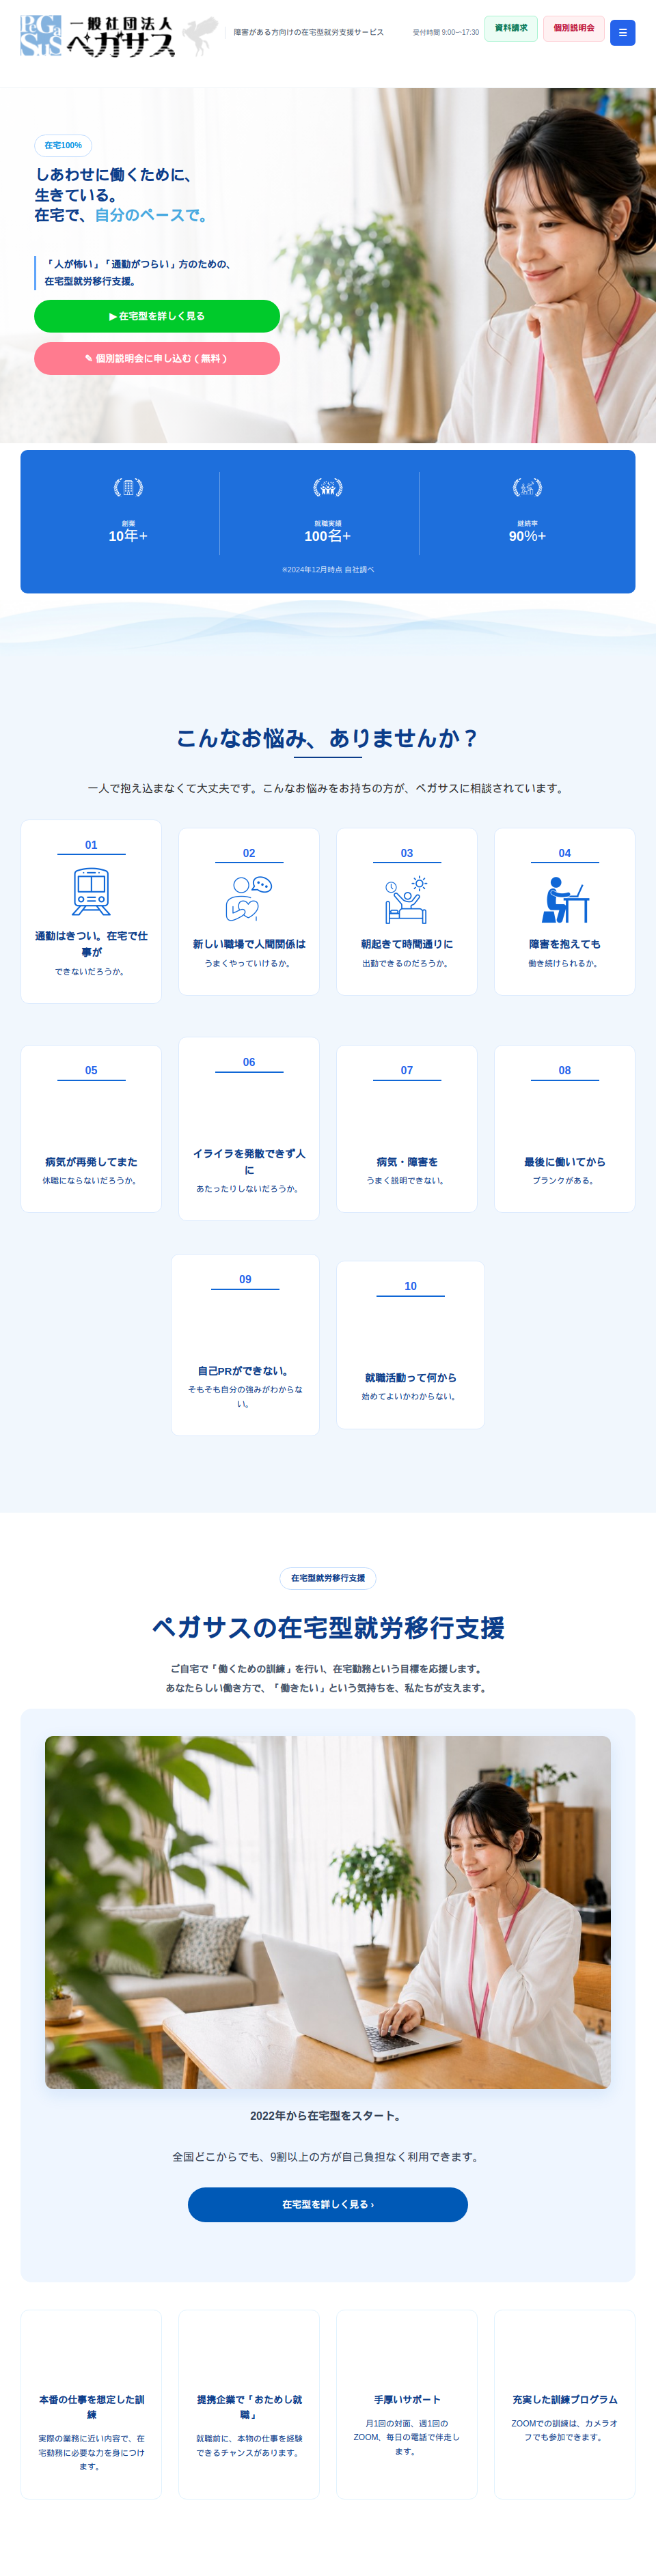 PEGaSUS
一般社団法人
ペガサス
障害がある方向けの在宅型就労支援サービス
受付時間 9:00〜17:30
資料請求
個別説明会
☰
在宅100%
しあわせに働くために、
生きている。
在宅で、自分のペースで。
「人が怖い」「通勤がつらい」方のための、
在宅型就労移行支援。
▶ 在宅型を詳しく見る
✎ 個別説明会に申し込む（無料）
創業
10年+
就職実績
100名+
継続率
90%+
※2024年12月時点 自社調べ
こんなお悩み、ありませんか？
一人で抱え込まなくて大丈夫です。こんなお悩みをお持ちの方が、ペガサスに相談されています。
01
通勤はきつい。在宅で仕
事が
できないだろうか。
02
新しい職場で人間関係は
うまくやっていけるか。
03
朝起きて時間通りに
出勤できるのだろうか。
04
障害を抱えても
働き続けられるか。
05
病気が再発してまた
休職にならないだろうか。
06
イライラを発散できず人
に
あたったりしないだろうか。
07
病気・障害を
うまく説明できない。
08
最後に働いてから
ブランクがある。
09
自己PRができない。
そもそも自分の強みがわからな
い。
10
就職活動って何から
始めてよいかわからない。
在宅型就労移行支援
ペガサスの在宅型就労移行支援
ご自宅で「働くための訓練」を行い、在宅勤務という目標を応援します。
あなたらしい働き方で、「働きたい」という気持ちを、私たちが支えます。
2022年から在宅型をスタート。
全国どこからでも、9割以上の方が自己負担なく利用できます。
在宅型を詳しく見る ›
本番の仕事を想定した訓
練
実際の業務に近い内容で、在
宅勤務に必要な力を身につけ
ます。
提携企業で「おためし就
職」
就職前に、本物の仕事を経験
できるチャンスがあります。
手厚いサポート
月1回の対面、週1回の
ZOOM、毎日の電話で伴走し
ます。
充実した訓練プログラム
ZOOMでの訓練は、カメラオ
フでも参加できます。